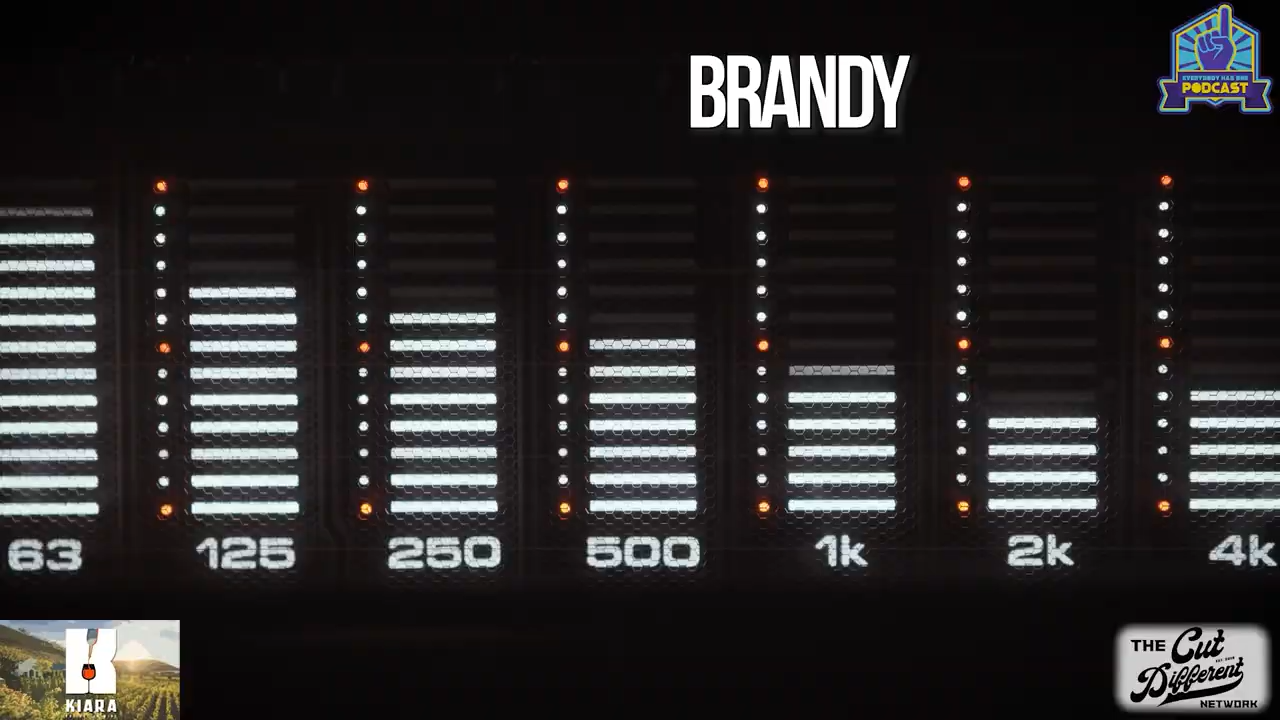 BRANDY
EVERYBODY HAS ONE
PODCAST
63 125 250 500 1k 2k 4k
KIARA
THE Cut
Different
NETWORK